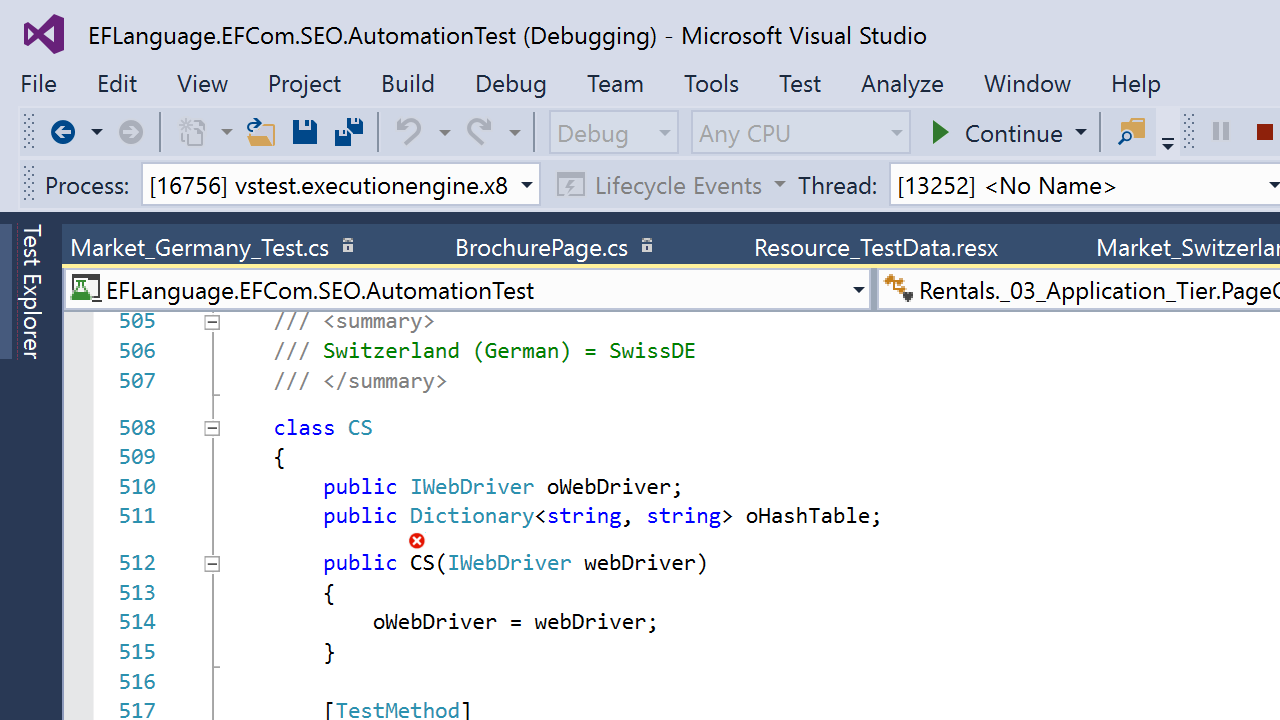 EFLanguage.EFCom.SEO.AutomationTest (Debugging) - Microsoft Visual Studio
File Edit View Project Build Debug Team Tools Test Analyze Window Help
Debug Any CPU Continue
Process: [16756] vstest.executionengine.x8 Lifecycle Events Thread: [13252] <No Name>
Test Explorer
Market_Germany_Test.cs BrochurePage.cs Resource_TestData.resx Market_Switzerlan
EFLanguage.EFCom.SEO.AutomationTest Rentals._03_Application_Tier.PageC
505 /// <summary>
506 /// Switzerland (German) = SwissDE
507 /// </summary>
508 class CS
509 {
510 public IWebDriver oWebDriver;
511 public Dictionary<string, string> oHashTable;
512 public CS(IWebDriver webDriver)
513 {
514 oWebDriver = webDriver;
515 }
516
517 [TestMethod]